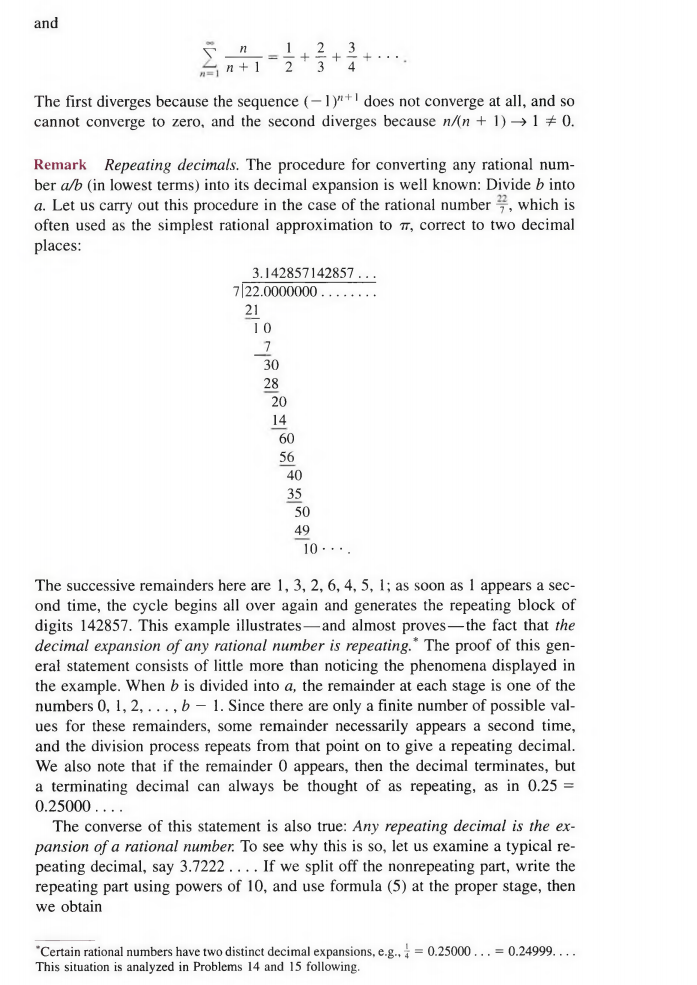 and
∞
∑ n/(n + 1) = 1/2 + 2/3 + 3/4 + · · · .
n=1
The first diverges because the sequence (−1)ⁿ⁺¹ does not converge at all, and so
cannot converge to zero, and the second diverges because n/(n + 1) → 1 ≠ 0.
Remark Repeating decimals. The procedure for converting any rational num-
ber a/b (in lowest terms) into its decimal expansion is well known: Divide b into
a. Let us carry out this procedure in the case of the rational number 22/7, which is
often used as the simplest rational approximation to π, correct to two decimal
places:
3.142857142857 . . .
7|22.0000000 . . . . . . . .
21
1 0
7
30
28
20
14
60
56
40
35
50
49
10 · · · .
The successive remainders here are 1, 3, 2, 6, 4, 5, 1; as soon as 1 appears a sec-
ond time, the cycle begins all over again and generates the repeating block of
digits 142857. This example illustrates—and almost proves—the fact that the
decimal expansion of any rational number is repeating.* The proof of this gen-
eral statement consists of little more than noticing the phenomena displayed in
the example. When b is divided into a, the remainder at each stage is one of the
numbers 0, 1, 2, . . . , b − 1. Since there are only a finite number of possible val-
ues for these remainders, some remainder necessarily appears a second time,
and the division process repeats from that point on to give a repeating decimal.
We also note that if the remainder 0 appears, then the decimal terminates, but
a terminating decimal can always be thought of as repeating, as in 0.25 =
0.25000 . . . .
The converse of this statement is also true: Any repeating decimal is the ex-
pansion of a rational number. To see why this is so, let us examine a typical re-
peating decimal, say 3.7222 . . . . If we split off the nonrepeating part, write the
repeating part using powers of 10, and use formula (5) at the proper stage, then
we obtain
*Certain rational numbers have two distinct decimal expansions, e.g., 1/4 = 0.25000 . . . = 0.24999. . . .
This situation is analyzed in Problems 14 and 15 following.